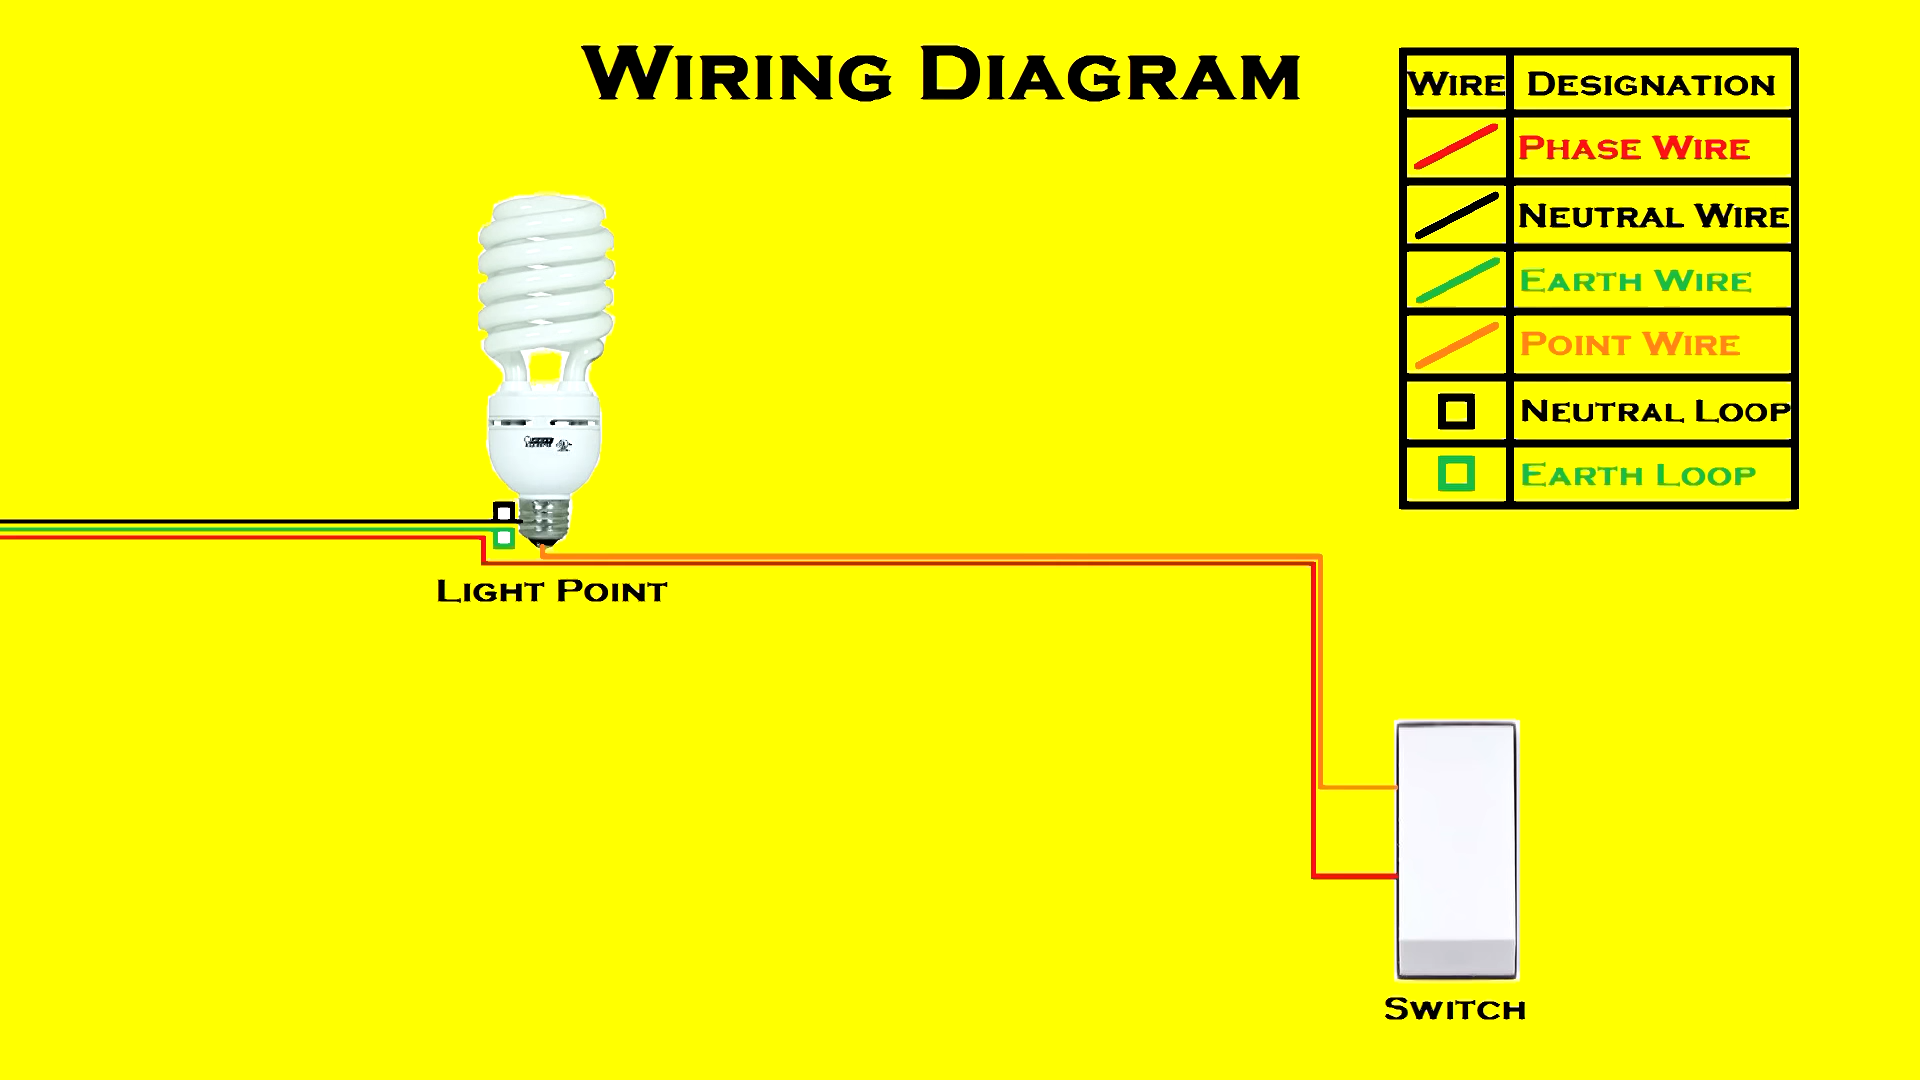 WIRING DIAGRAM
WIRE DESIGNATION
PHASE WIRE
NEUTRAL WIRE
EARTH WIRE
POINT WIRE
NEUTRAL LOOP
EARTH LOOP
LIGHT POINT
SWITCH